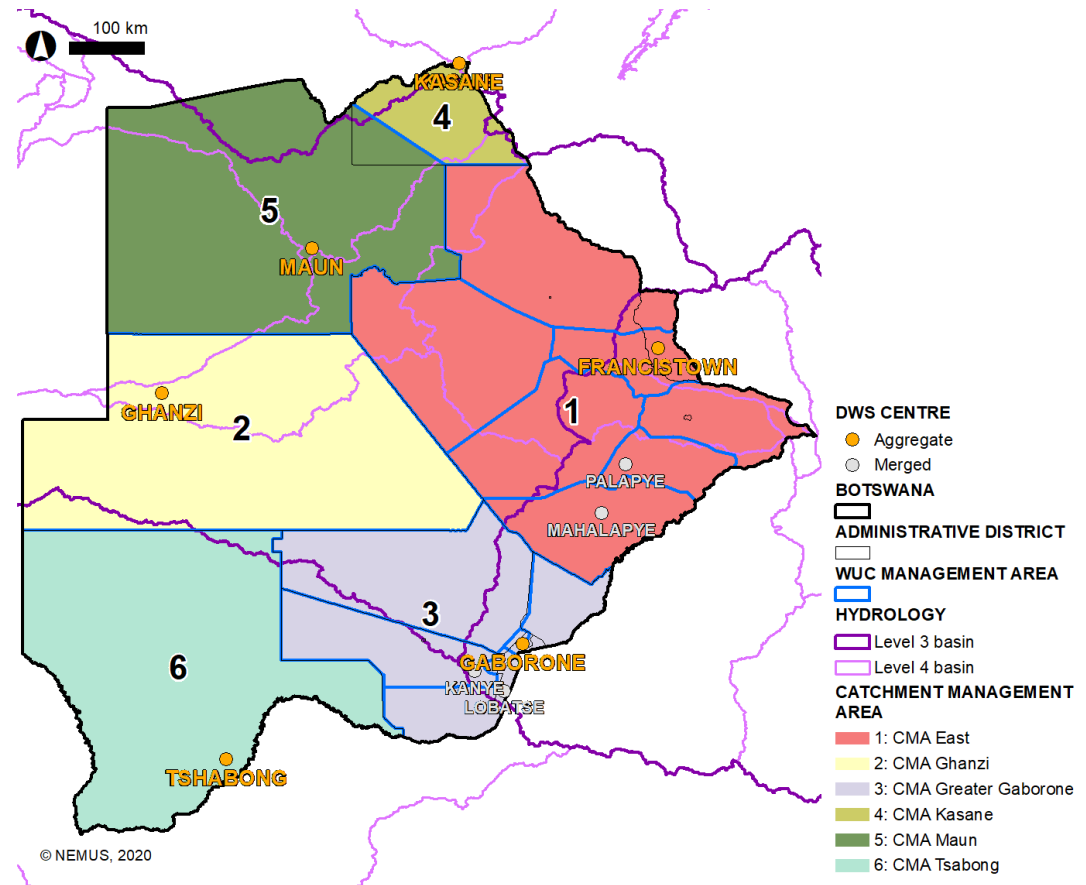 100 km
KASANE
4
5
MAUN
FRANCISTOWN
GHANZI
2
1
PALAPYE
MAHALAPYE
3
GABORONE
KANYE
LOBATSE
6
TSHABONG
© NEMUS, 2020
DWS CENTRE
Aggregate
Merged
BOTSWANA
ADMINISTRATIVE DISTRICT
WUC MANAGEMENT AREA
HYDROLOGY
Level 3 basin
Level 4 basin
CATCHMENT MANAGEMENT
AREA
1: CMA East
2: CMA Ghanzi
3: CMA Greater Gaborone
4: CMA Kasane
5: CMA Maun
6: CMA Tsabong